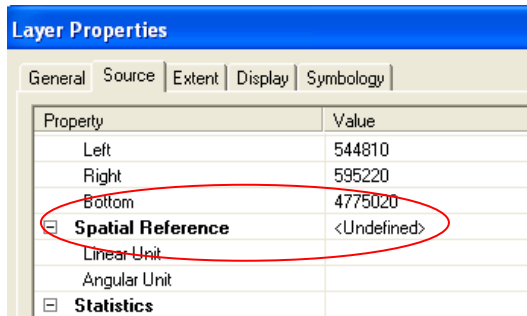 Layer Properties
General Source Extent Display Symbology
Property Value
Left 544810
Right 595220
Bottom 4775020
Spatial Reference <Undefined>
Linear Unit
Angular Unit
Statistics